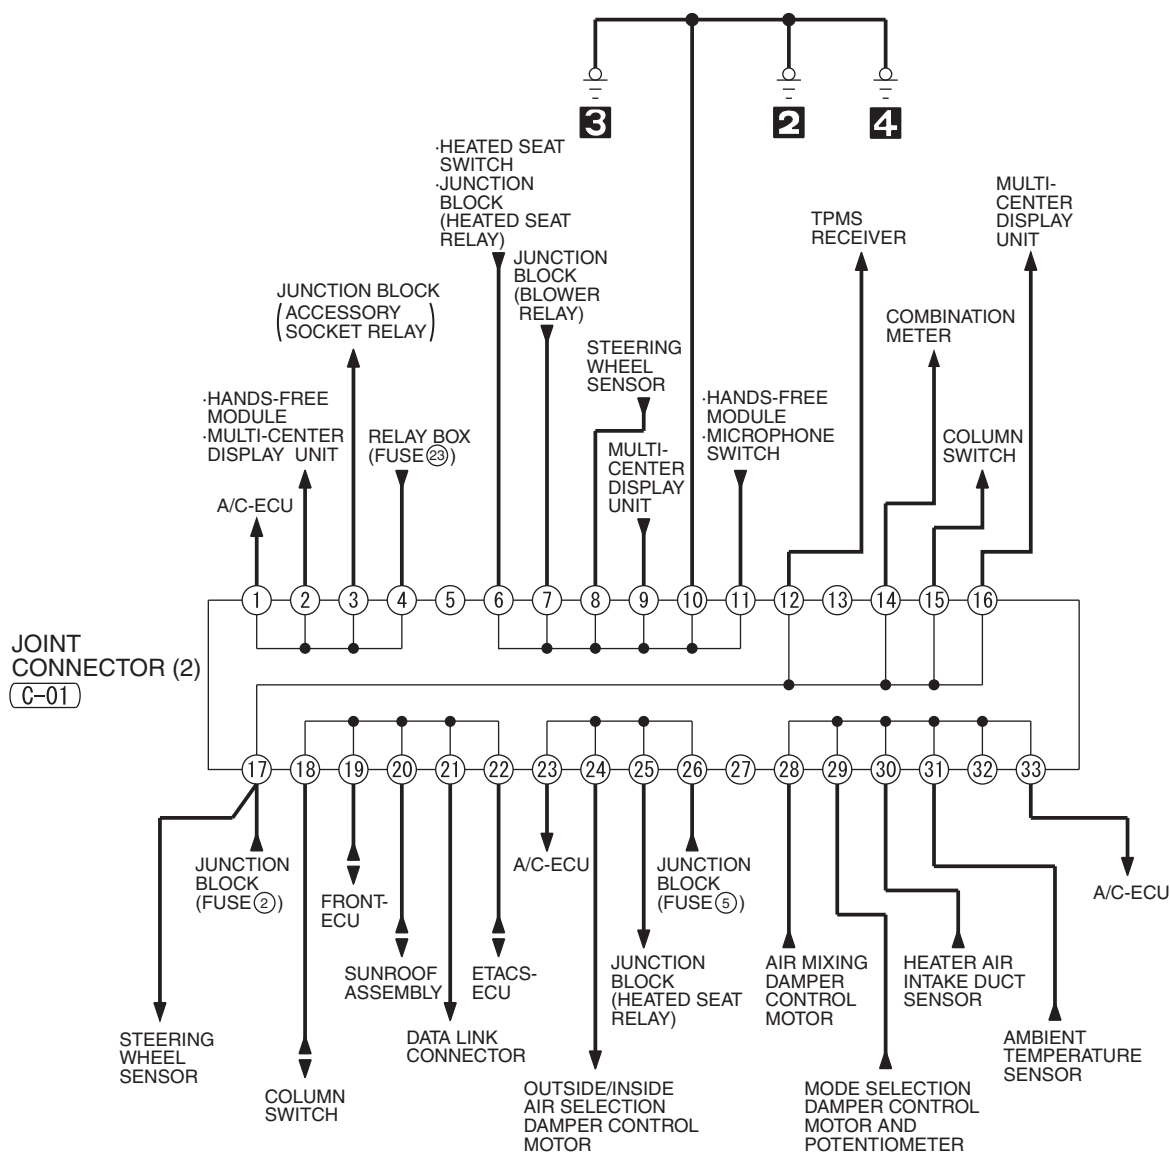 3
2
4
·HEATED SEAT
SWITCH
·JUNCTION
BLOCK
(HEATED SEAT
RELAY)
MULTI-
CENTER
DISPLAY
UNIT
TPMS
RECEIVER
JUNCTION
BLOCK
(BLOWER
RELAY)
JUNCTION BLOCK
(ACCESSORY
SOCKET RELAY)
COMBINATION
METER
STEERING
WHEEL
SENSOR
·HANDS-FREE
MODULE
·MULTI-CENTER
DISPLAY UNIT
RELAY BOX
(FUSE㉓)
·HANDS-FREE
MODULE
·MICROPHONE
SWITCH
COLUMN
SWITCH
MULTI-
CENTER
DISPLAY
UNIT
A/C-ECU
1 2 3 4 5 6 7 8 9 10 11 12 13 14 15 16
JOINT
CONNECTOR (2)
C-01
17 18 19 20 21 22 23 24 25 26 27 28 29 30 31 32 33
JUNCTION
BLOCK
(FUSE②)
FRONT-
ECU
A/C-ECU
JUNCTION
BLOCK
(FUSE⑤)
A/C-ECU
SUNROOF
ASSEMBLY
ETACS-
ECU
JUNCTION
BLOCK
(HEATED SEAT
RELAY)
AIR MIXING
DAMPER
CONTROL
MOTOR
HEATER AIR
INTAKE DUCT
SENSOR
STEERING
WHEEL
SENSOR
DATA LINK
CONNECTOR
AMBIENT
TEMPERATURE
SENSOR
COLUMN
SWITCH
OUTSIDE/INSIDE
AIR SELECTION
DAMPER CONTROL
MOTOR
MODE SELECTION
DAMPER CONTROL
MOTOR AND
POTENTIOMETER